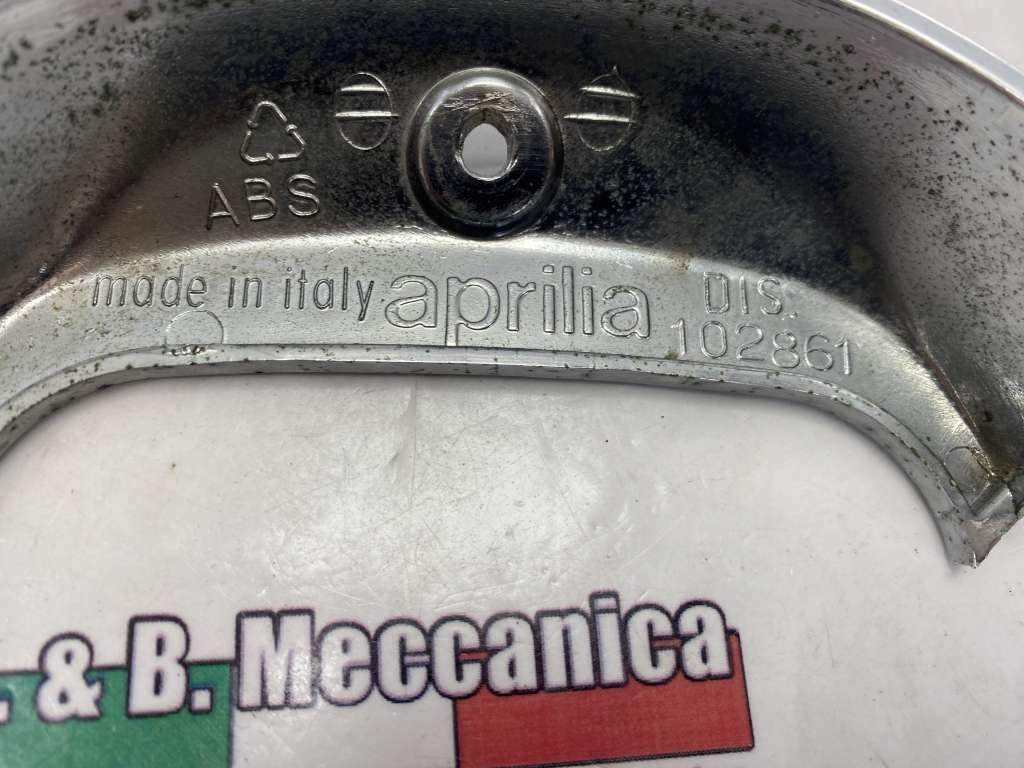 ABS
made in italy aprilia DIS.
102861
. & B. Meccanica